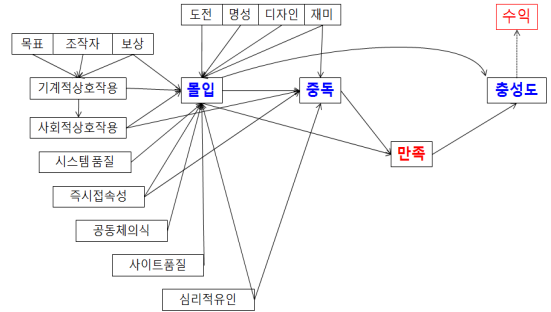 도전 명성 디자인 재미 수익
목표 조작자 보상
기계적상호작용 몰입 중독 충성도
사회적상호작용
만족
시스템품질
즉시접속성
공동체의식
사이트품질
심리적유인